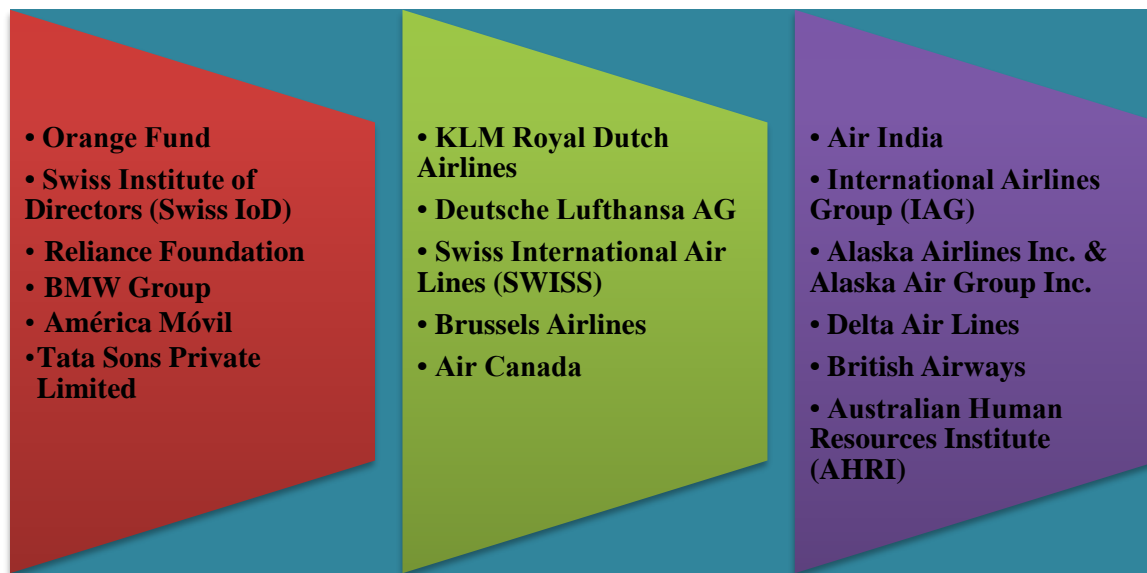 • Orange Fund
• Swiss Institute of
Directors (Swiss IoD)
• Reliance Foundation
• BMW Group
• América Móvil
• Tata Sons Private
Limited
• KLM Royal Dutch
Airlines
• Deutsche Lufthansa AG
• Swiss International Air
Lines (SWISS)
• Brussels Airlines
• Air Canada
• Air India
• International Airlines
Group (IAG)
• Alaska Airlines Inc. &
Alaska Air Group Inc.
• Delta Air Lines
• British Airways
• Australian Human
Resources Institute
(AHRI)